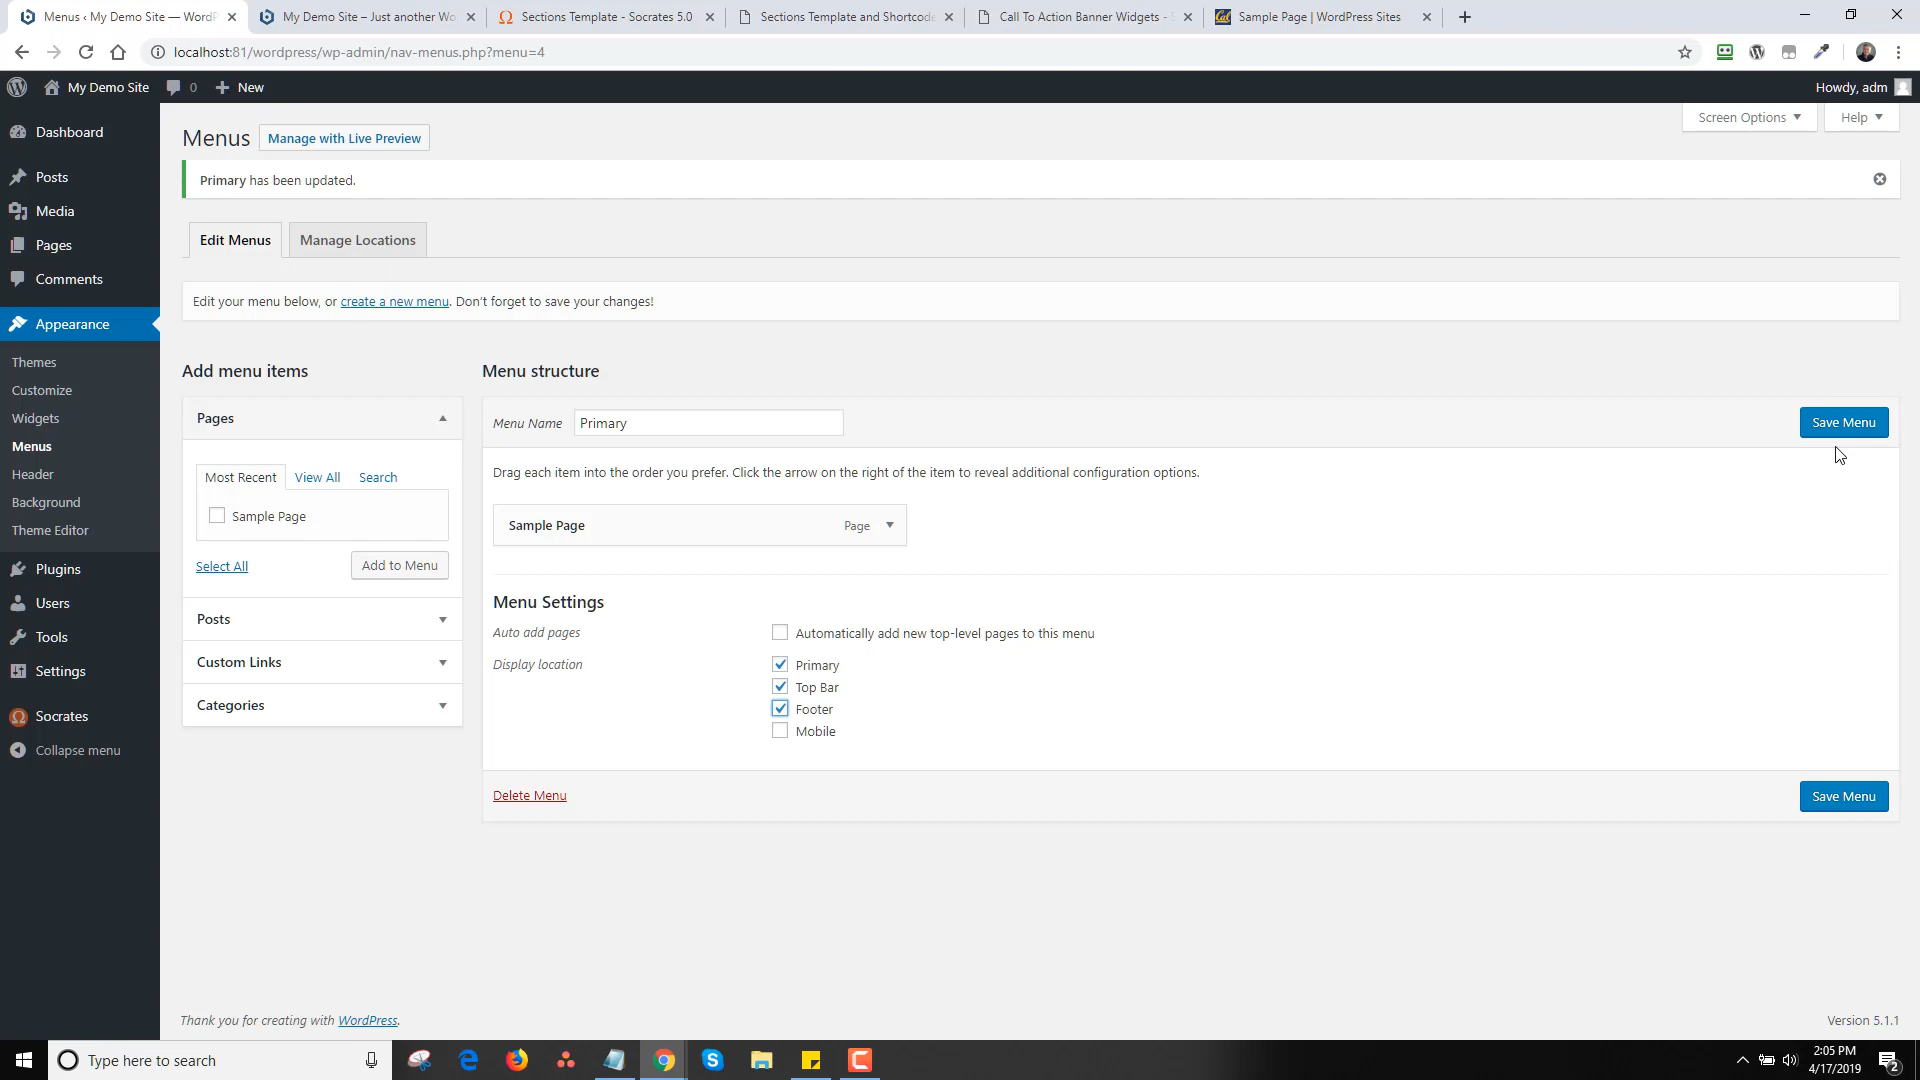 Menus ‹ My Demo Site — WordP
My Demo Site – Just another Wo
Sections Template - Socrates 5.0
Sections Template and Shortcode
Call To Action Banner Widgets - S
Cal
Sample Page | WordPress Sites
localhost:81/wordpress/wp-admin/nav-menus.php?menu=4
My Demo Site
0
New
Howdy, adm
Screen Options
Help
Dashboard
Posts
Media
Pages
Comments
Appearance
Themes
Customize
Widgets
Menus
Header
Background
Theme Editor
Plugins
Users
Tools
Settings
Socrates
Collapse menu
Menus
Manage with Live Preview
Primary has been updated.
Edit Menus
Manage Locations
Edit your menu below, or create a new menu. Don’t forget to save your changes!
Add menu items
Pages
Most Recent
View All
Search
Sample Page
Select All
Add to Menu
Posts
Custom Links
Categories
Menu structure
Menu Name
Primary
Save Menu
Drag each item into the order you prefer. Click the arrow on the right of the item to reveal additional configuration options.
Sample Page
Page
Menu Settings
Auto add pages
Automatically add new top-level pages to this menu
Display location
Primary
Top Bar
Footer
Mobile
Delete Menu
Save Menu
Thank you for creating with WordPress.
Version 5.1.1
Type here to search
2:05 PM
4/17/2019
2